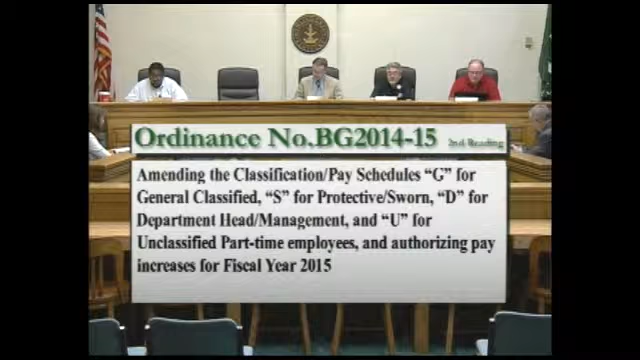 Ordinance No.BG2014-15 2nd Reading
Amending the Classification/Pay Schedules “G” for
General Classified, “S” for Protective/Sworn, “D” for
Department Head/Management, and “U” for
Unclassified Part-time employees, and authorizing pay
increases for Fiscal Year 2015